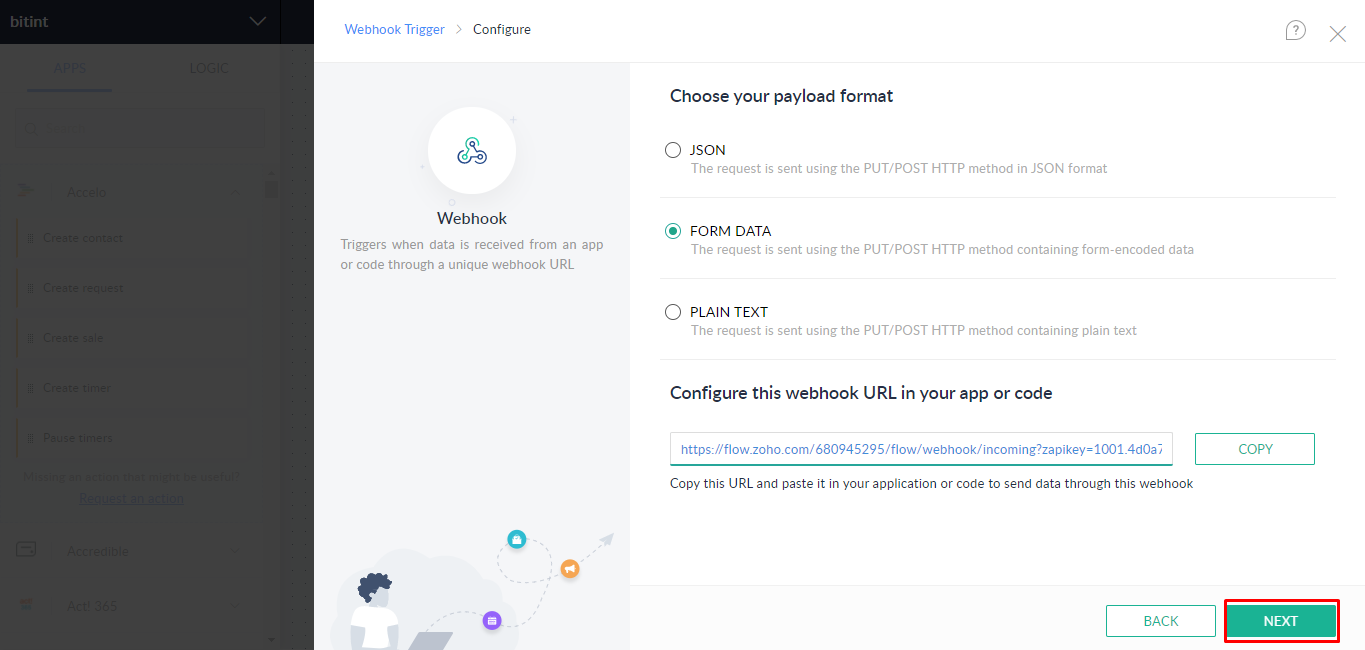 bitint
APPS
LOGIC
Search
Accelo
Create contact
Create request
Create sale
Create timer
Pause timers
Missing an action that might be useful?
Request an action
Accredible
Act! 365
Webhook Trigger > Configure
?
Webhook
Triggers when data is received from an app
or code through a unique webhook URL
Choose your payload format
JSON
The request is sent using the PUT/POST HTTP method in JSON format
FORM DATA
The request is sent using the PUT/POST HTTP method containing form-encoded data
PLAIN TEXT
The request is sent using the PUT/POST HTTP method containing plain text
Configure this webhook URL in your app or code
https://flow.zoho.com/680945295/flow/webhook/incoming?zapikey=1001.4d0a7
COPY
Copy this URL and paste it in your application or code to send data through this webhook
BACK
NEXT